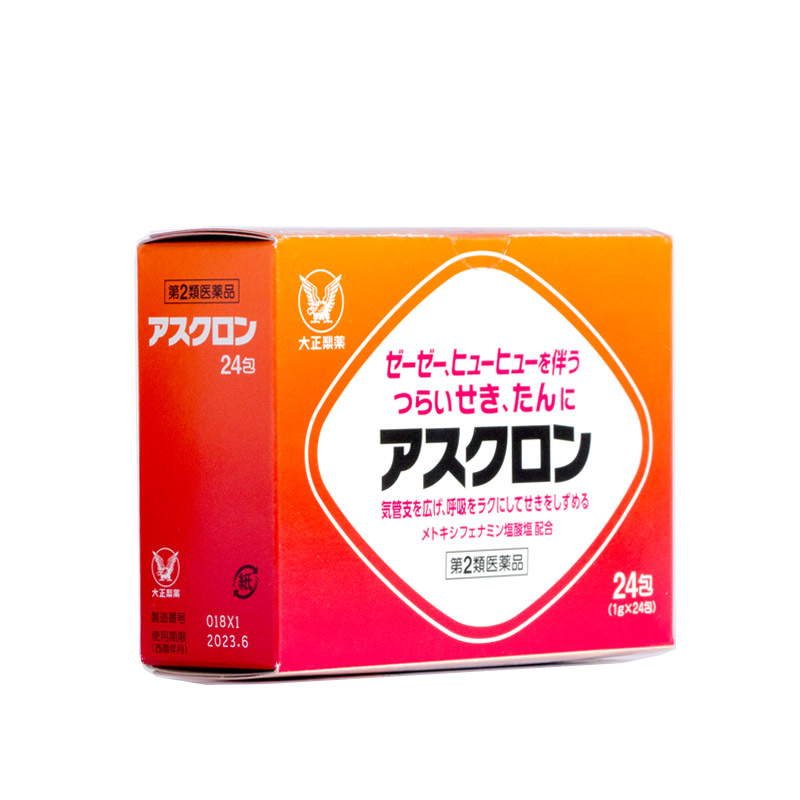 第2類医薬品
アスクロン
24包
大正製薬
製造番号 018X1
使用期限 2023.6
(西暦年月)
紙
大正製薬
ゼーゼー、ヒューヒューを伴う
つらいせき、たんに
アスクロン
気管支を広げ、呼吸をラクにしてせきをしずめる
メトキシフェナミン塩酸塩 配合
第2類医薬品
24包
(1g×24包)